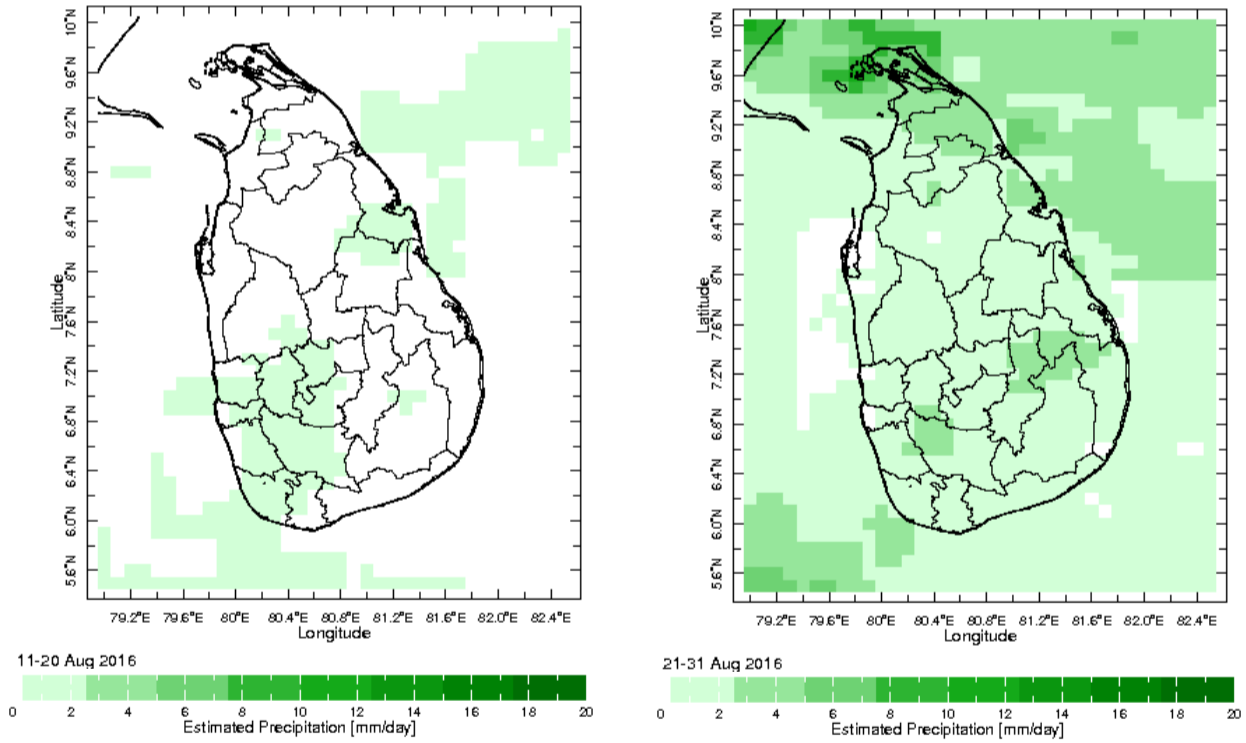 10°N
9.6°N
9.2°N
8.8°N
8.4°N
8°N
7.6°N
7.2°N
6.8°N
6.4°N
6.0°N
5.6°N
Latitude
79.2°E 79.6°E 80°E 80.4°E 80.8°E 81.2°E 81.6°E 82.0°E 82.4°E
Longitude
11-20 Aug 2016
0 2 4 6 8 10 12 14 16 18 20
Estimated Precipitation [mm/day]
10°N
9.6°N
9.2°N
8.8°N
8.4°N
8°N
7.6°N
7.2°N
6.8°N
6.4°N
6.0°N
5.6°N
Latitude
79.2°E 79.6°E 80°E 80.4°E 80.8°E 81.2°E 81.6°E 82.0°E 82.4°E
Longitude
21-31 Aug 2016
0 2 4 6 8 10 12 14 16 18 20
Estimated Precipitation [mm/day]